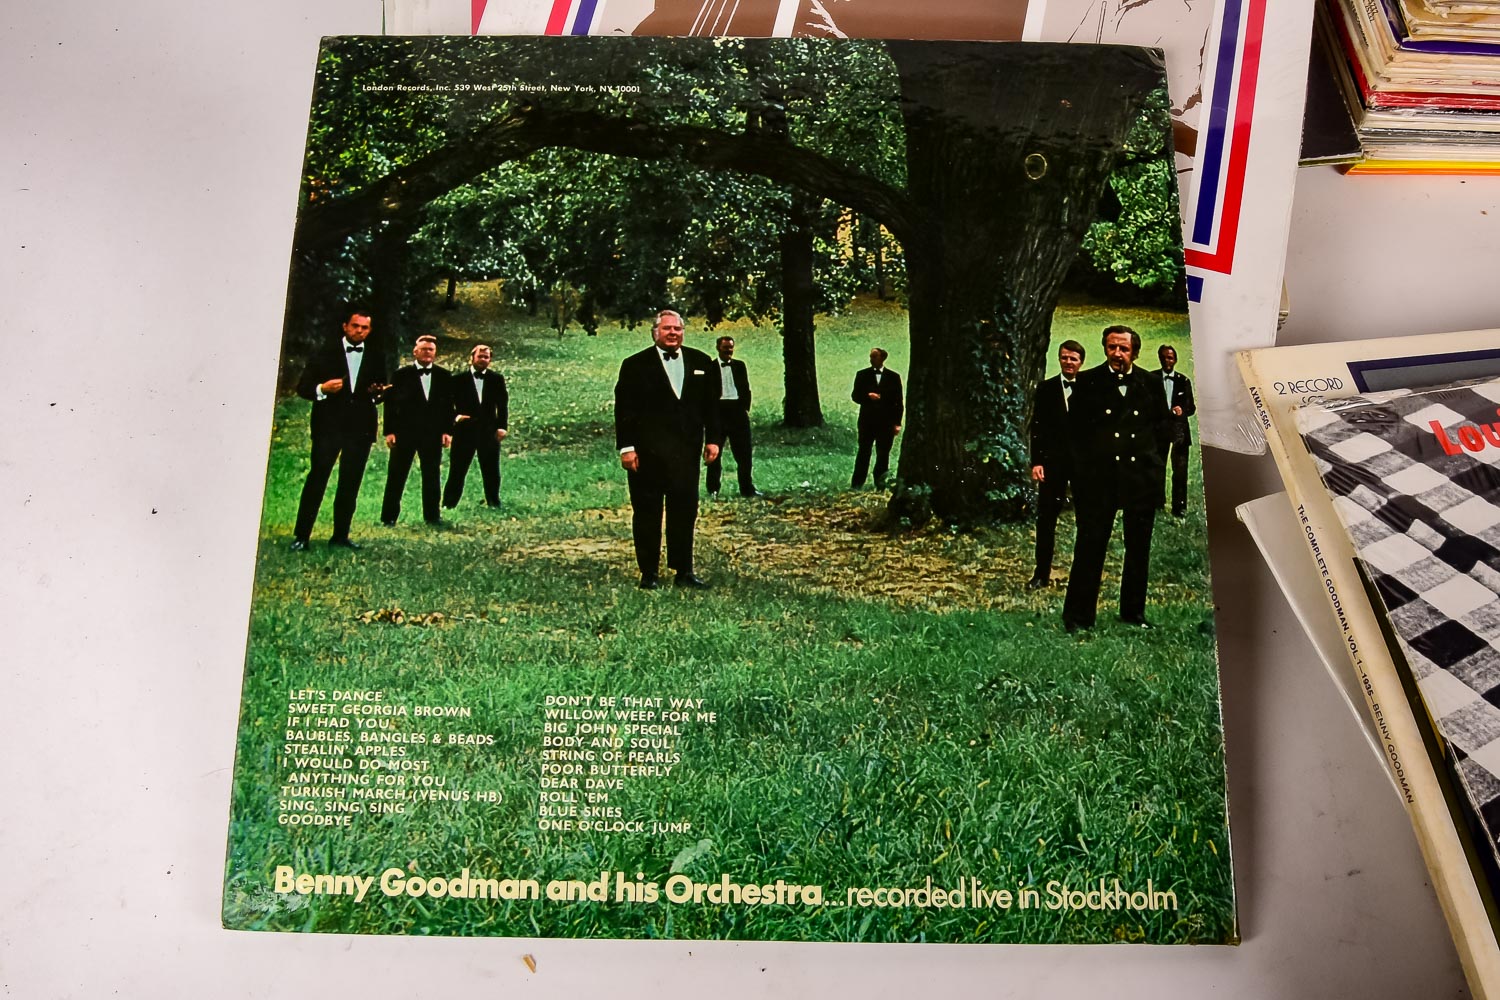 London Records, Inc. 539 West 25th Street, New York, NY 10001
LET'S DANCE
SWEET GEORGIA BROWN
IF I HAD YOU
BAUBLES, BANGLES & BEADS
STEALIN' APPLES
I WOULD DO MOST
ANYTHING FOR YOU
TURKISH MARCH (VENUS HB)
SING, SING, SING
GOODBYE
DON'T BE THAT WAY
WILLOW WEEP FOR ME
BIG JOHN SPECIAL
BODY AND SOUL
STRING OF PEARLS
POOR BUTTERFLY
DEAR DAVE
ROLL 'EM
BLUE SKIES
ONE O'CLOCK JUMP
Benny Goodman and his Orchestra...recorded live in Stockholm
2 RECORD
SET
AXM2-5505
THE COMPLETE GOODMAN, VOL. 1—1935—BENNY GOODMAN